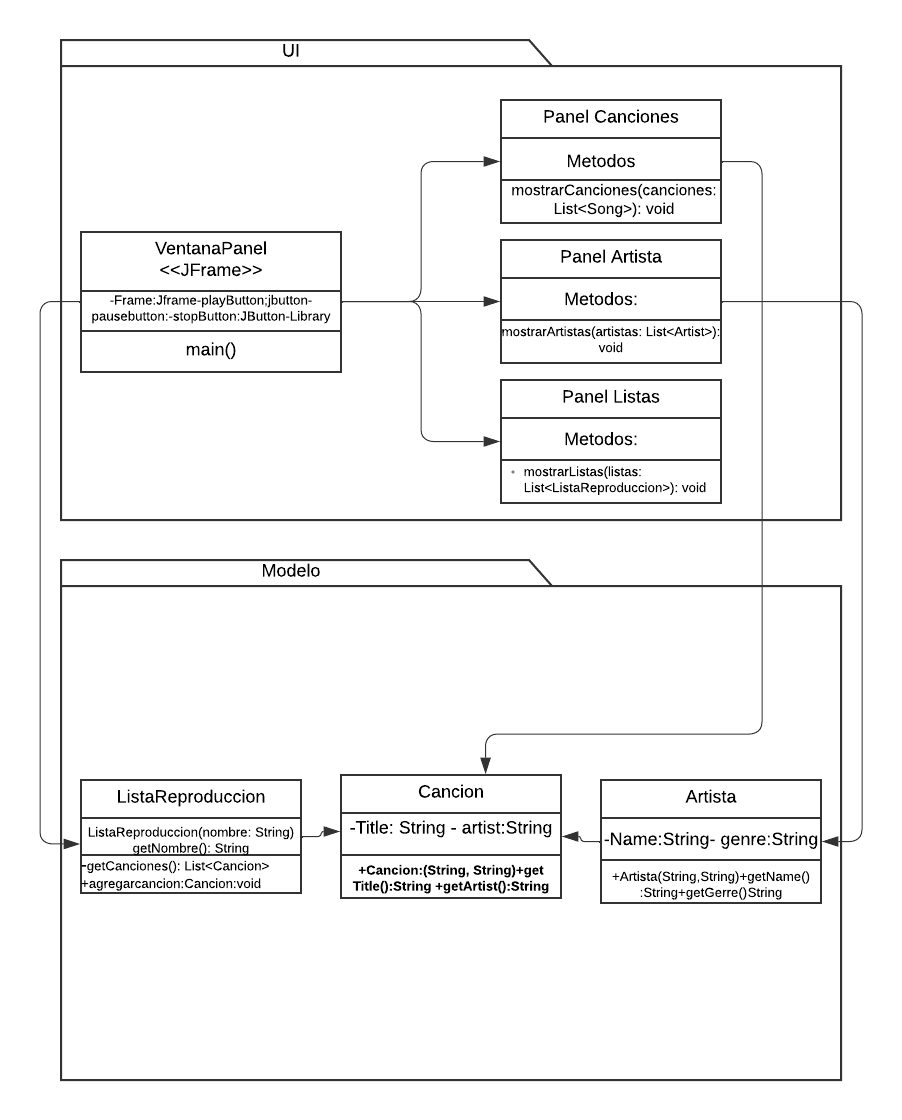 UI
Panel Canciones
Metodos
mostrarCanciones(canciones:
List<Song>): void
VentanaPanel
<<JFrame>>
-Frame:Jframe-playButton;jbutton-
pausebutton:-stopButton:JButton-Library
main()
Panel Artista
Metodos:
mostrarArtistas(artistas: List<Artist>):
void
Panel Listas
Metodos:
• mostrarListas(listas:
List<ListaReproduccion>): void
Modelo
ListaReproduccion
ListaReproduccion(nombre: String)
getNombre(): String
-getCanciones(): List<Cancion>
+agregarcancion:Cancion:void
Cancion
-Title: String - artist:String
+Cancion:(String, String)+get
Title():String +getArtist():String
Artista
-Name:String- genre:String
+Artista(String,String)+getName()
:String+getGerre()String